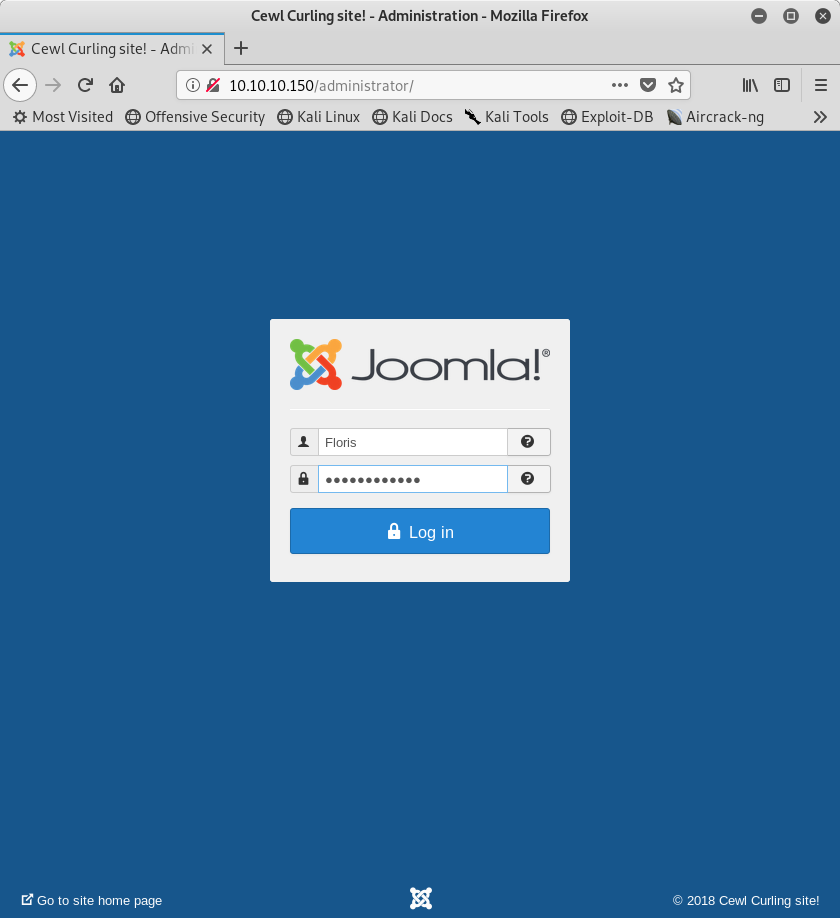 Cewl Curling site! - Administration - Mozilla Firefox
Cewl Curling site! - Admi
10.10.10.150/administrator/
Most Visited Offensive Security Kali Linux Kali Docs Kali Tools Exploit-DB Aircrack-ng
Joomla!®
Floris
Log in
Go to site home page © 2018 Cewl Curling site!